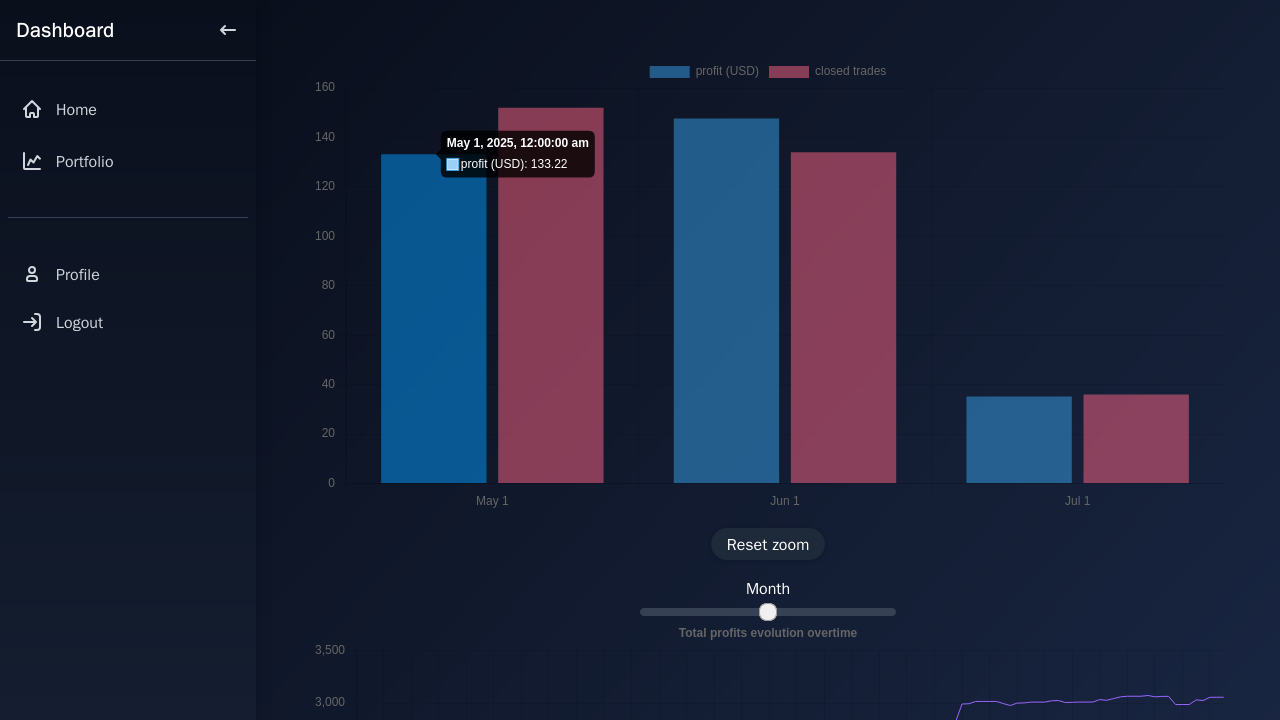 Dashboard
Home
Portfolio
Profile
Logout
profit (USD) closed trades
160
140
120
100
80
60
40
20
0
May 1, 2025, 12:00:00 am
profit (USD): 133.22
May 1 Jun 1 Jul 1
Reset zoom
Month
Total profits evolution overtime
3,500
3,000